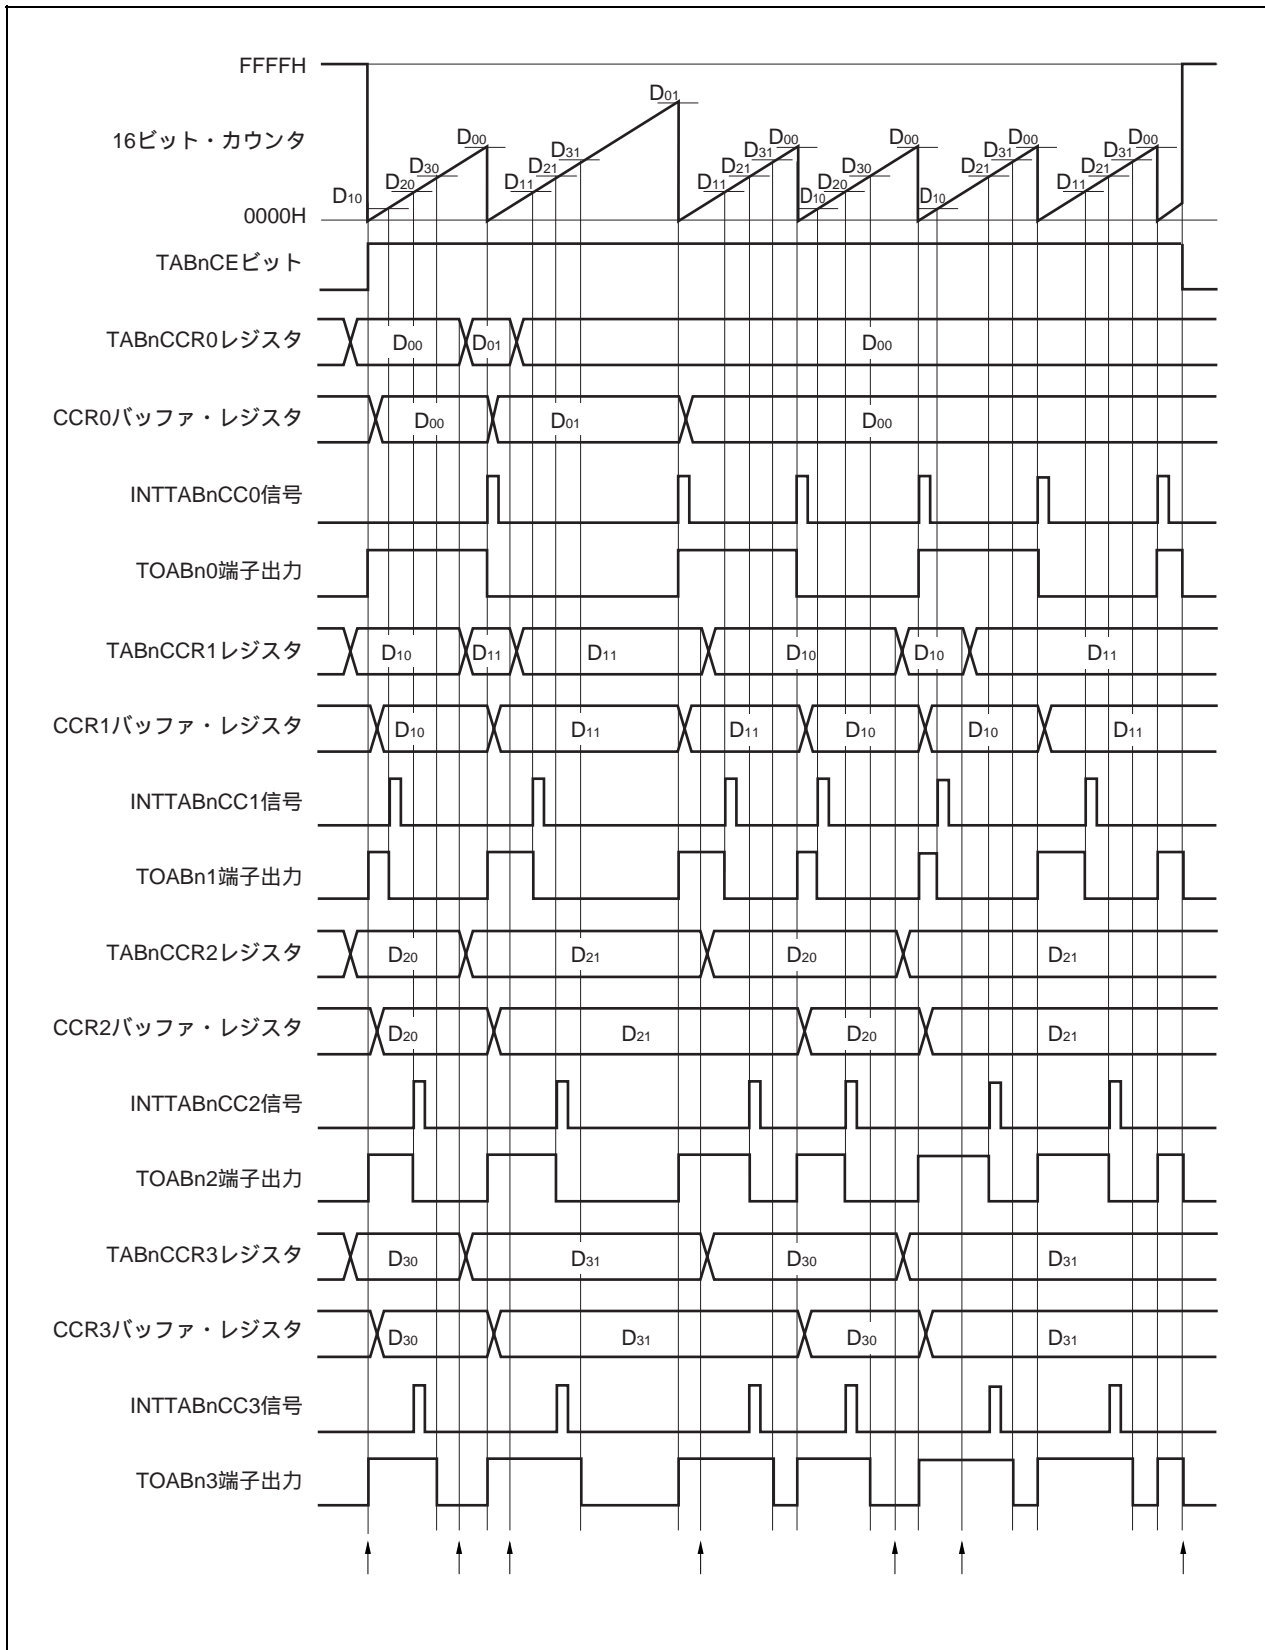 FFFFH
D01
16ビット・カウンタ
D00 D00 D00 D00 D00
D30 D31 D31 D30 D31 D31
D20 D21 D21 D21 D21
D10 D11 D11 D10 D20 D10 D11
0000H
TABnCEビット
TABnCCR0レジスタ D00 D01 D00
CCR0バッファ・レジスタ D00 D01 D00
INTTABnCC0信号
TOABn0端子出力
TABnCCR1レジスタ D10 D11 D11 D10 D10 D11
CCR1バッファ・レジスタ D10 D11 D11 D10 D10 D11
INTTABnCC1信号
TOABn1端子出力
TABnCCR2レジスタ D20 D21 D20 D21
CCR2バッファ・レジスタ D20 D21 D20 D21
INTTABnCC2信号
TOABn2端子出力
TABnCCR3レジスタ D30 D31 D30 D31
CCR3バッファ・レジスタ D30 D31 D30 D31
INTTABnCC3信号
TOABn3端子出力